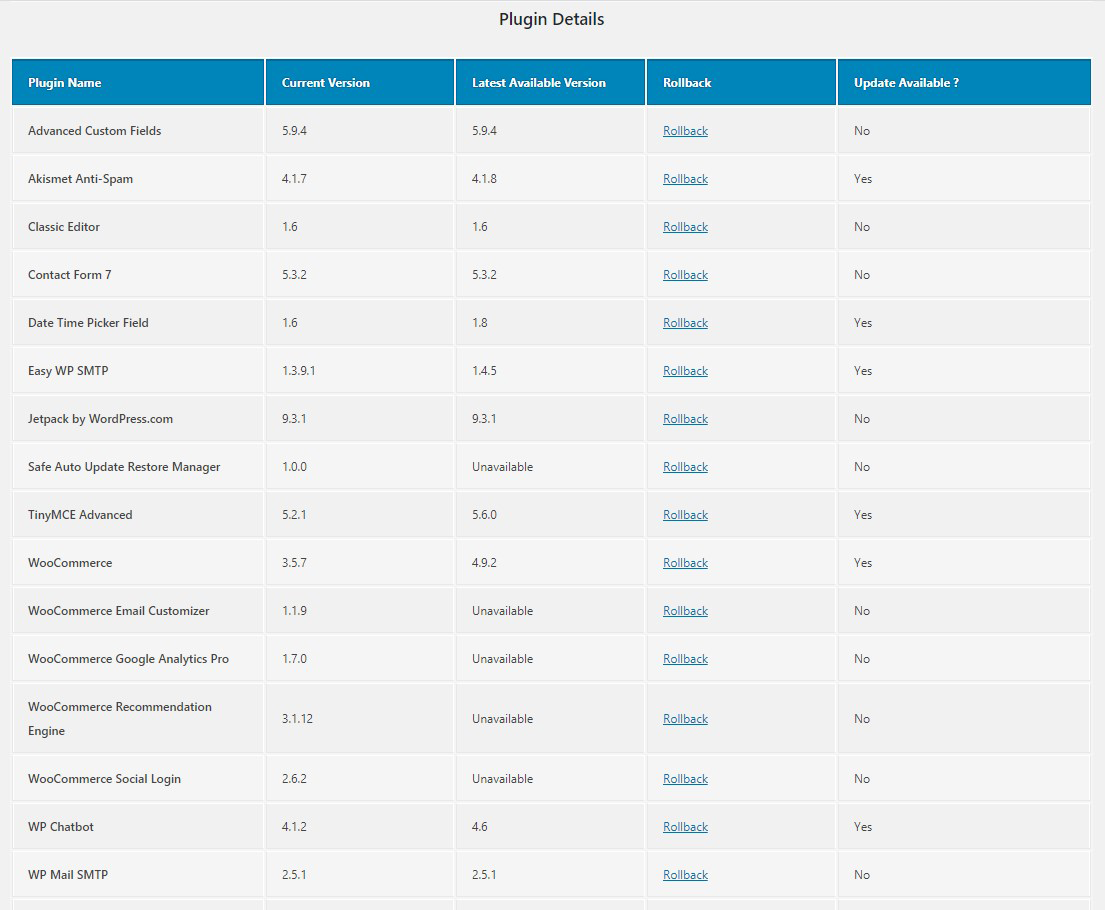 Plugin Details
Plugin Name Current Version Latest Available Version Rollback Update Available ?
Advanced Custom Fields 5.9.4 5.9.4 Rollback No
Akismet Anti-Spam 4.1.7 4.1.8 Rollback Yes
Classic Editor 1.6 1.6 Rollback No
Contact Form 7 5.3.2 5.3.2 Rollback No
Date Time Picker Field 1.6 1.8 Rollback Yes
Easy WP SMTP 1.3.9.1 1.4.5 Rollback Yes
Jetpack by WordPress.com 9.3.1 9.3.1 Rollback No
Safe Auto Update Restore Manager 1.0.0 Unavailable Rollback No
TinyMCE Advanced 5.2.1 5.6.0 Rollback Yes
WooCommerce 3.5.7 4.9.2 Rollback Yes
WooCommerce Email Customizer 1.1.9 Unavailable Rollback No
WooCommerce Google Analytics Pro 1.7.0 Unavailable Rollback No
WooCommerce Recommendation
Engine 3.1.12 Unavailable Rollback No
WooCommerce Social Login 2.6.2 Unavailable Rollback No
WP Chatbot 4.1.2 4.6 Rollback Yes
WP Mail SMTP 2.5.1 2.5.1 Rollback No